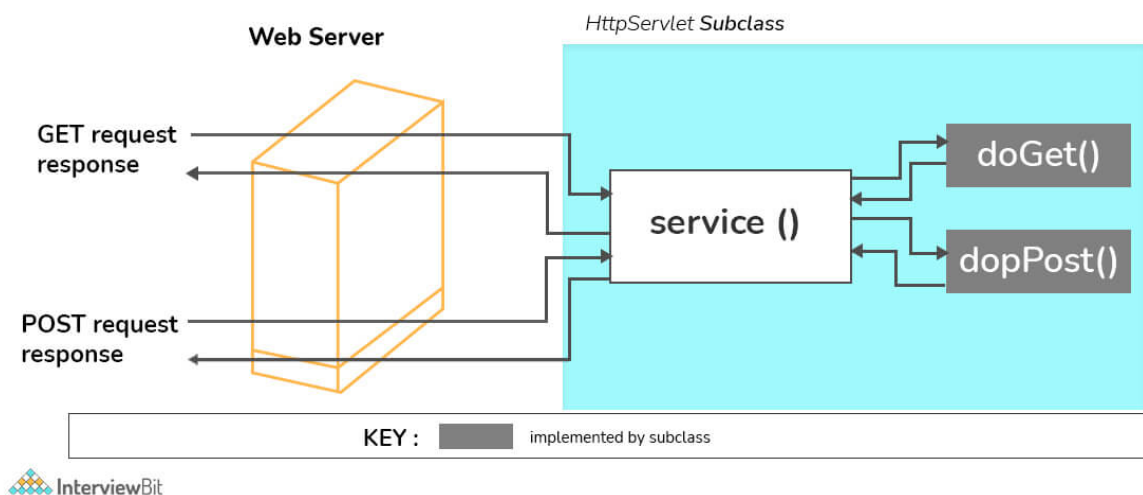 HttpServlet Subclass
Web Server
GET request
response
doGet()
service ()
dopPost()
POST request
response
KEY :
implemented by subclass
InterviewBit